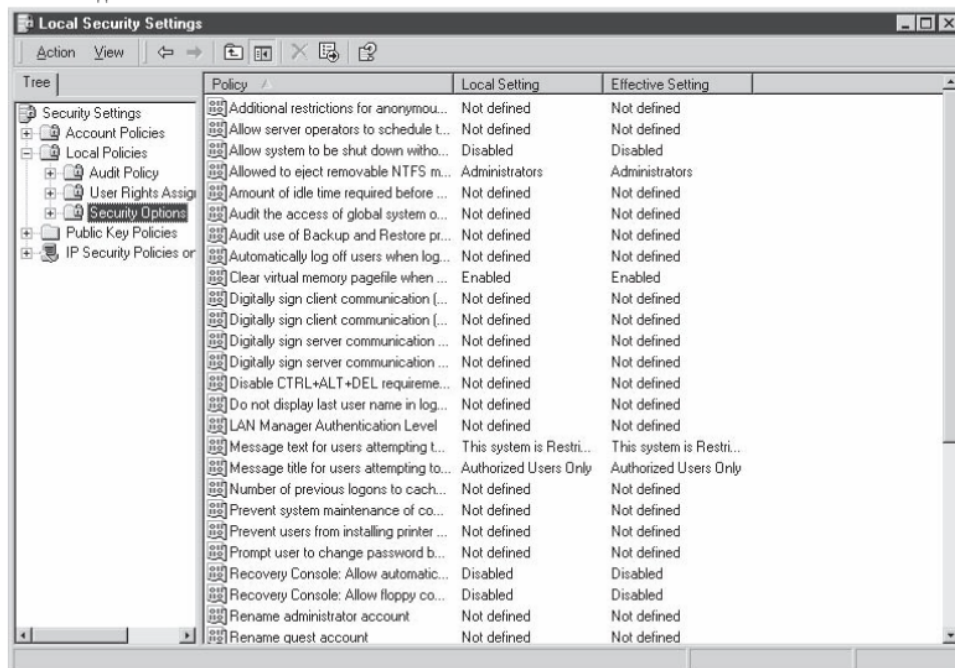 Local Security Settings
Action View
Tree
Policy Local Setting Effective Setting
Security Settings
Account Policies
Local Policies
Audit Policy
User Rights Assig
Security Options
Public Key Policies
IP Security Policies or
Additional restrictions for anonymou... Not defined Not defined
Allow server operators to schedule t... Not defined Not defined
Allow system to be shut down witho... Disabled Disabled
Allowed to eject removable NTFS m... Administrators Administrators
Amount of idle time required before ... Not defined Not defined
Audit the access of global system o... Not defined Not defined
Audit use of Backup and Restore pr... Not defined Not defined
Automatically log off users when log... Not defined Not defined
Clear virtual memory pagefile when ... Enabled Enabled
Digitally sign client communication (... Not defined Not defined
Digitally sign client communication (... Not defined Not defined
Digitally sign server communication ... Not defined Not defined
Digitally sign server communication ... Not defined Not defined
Disable CTRL+ALT+DEL requireme... Not defined Not defined
Do not display last user name in log... Not defined Not defined
LAN Manager Authentication Level Not defined Not defined
Message text for users attempting t... This system is Restri... This system is Restri...
Message title for users attempting to... Authorized Users Only Authorized Users Only
Number of previous logons to cach... Not defined Not defined
Prevent system maintenance of co... Not defined Not defined
Prevent users from installing printer ... Not defined Not defined
Prompt user to change password b... Not defined Not defined
Recovery Console: Allow automatic... Disabled Disabled
Recovery Console: Allow floppy co... Disabled Disabled
Rename administrator account Not defined Not defined
Rename guest account Not defined Not defined